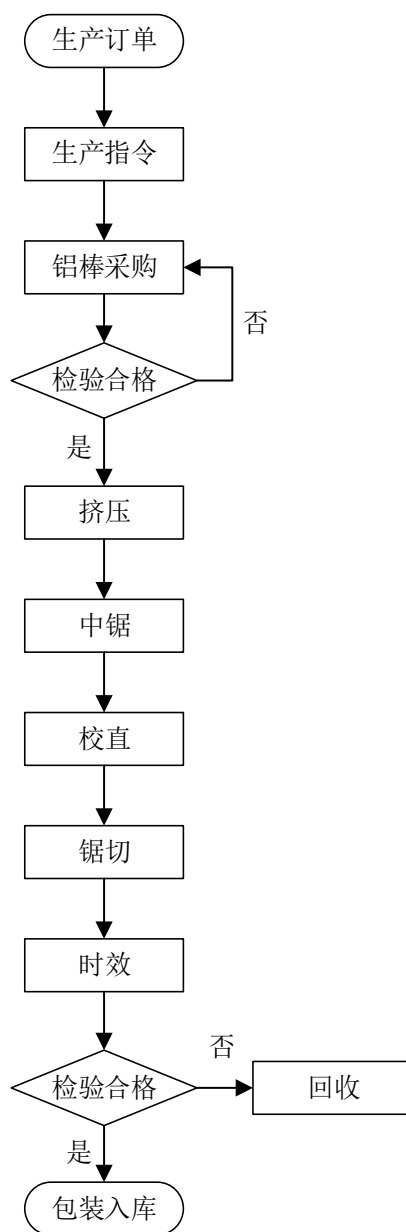 生产订单
生产指令
铝棒采购
否
检验合格
是
挤压
中锯
校直
锯切
时效
否
检验合格
回收
是
包装入库